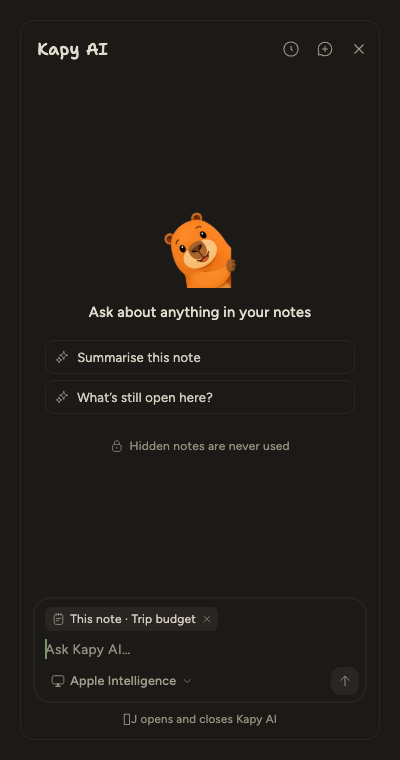 Kapy AI
Ask about anything in your notes
Summarise this note
What's still open here?
Hidden notes are never used
This note · Trip budget
Ask Kapy AI...
Apple Intelligence
▯J opens and closes Kapy AI